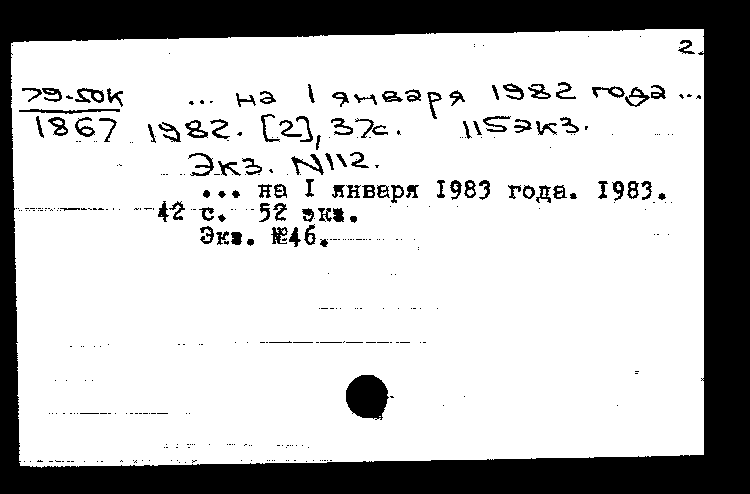 2.
79-50к ... на 1 января 1982 года ...
1867 1982. [2], 37с. 115экз.
Экз. N112.
... на I января 1983 года. I983.
42 с. 52 экз.
Экз. №46.